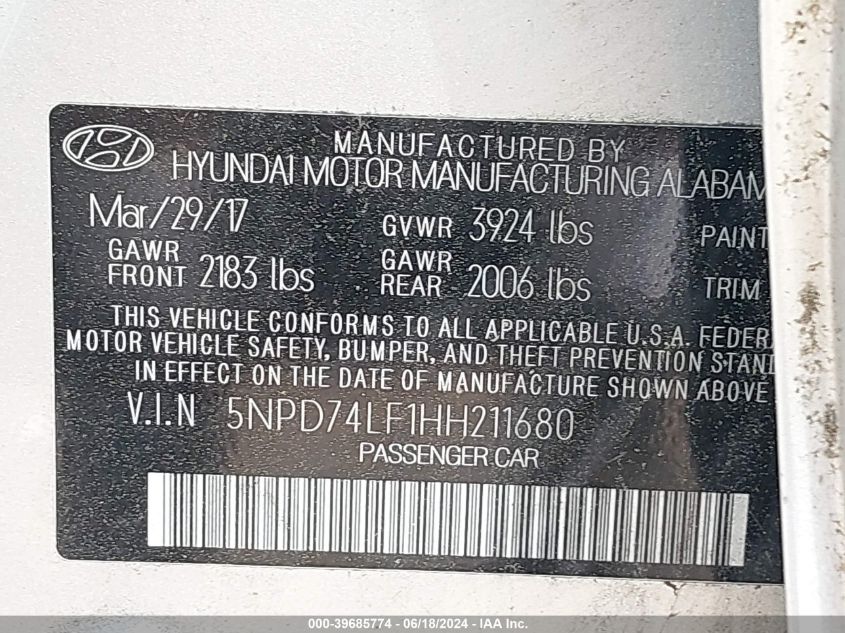 MANUFACTURED BY
HYUNDAI MOTOR MANUFACTURING ALABAM
Mar/29/17 GVWR 3924 lbs PAINT
GAWR FRONT 2183 lbs GAWR REAR 2006 lbs TRIM
THIS VEHICLE CONFORMS TO ALL APPLICABLE U.S.A. FEDERA
MOTOR VEHICLE SAFETY, BUMPER, AND THEFT PREVENTION STAND
IN EFFECT ON THE DATE OF MANUFACTURE SHOWN ABOVE
V.I.N 5NPD74LF1HH211680
PASSENGER CAR
000-39685774 - 06/18/2024 - IAA Inc.